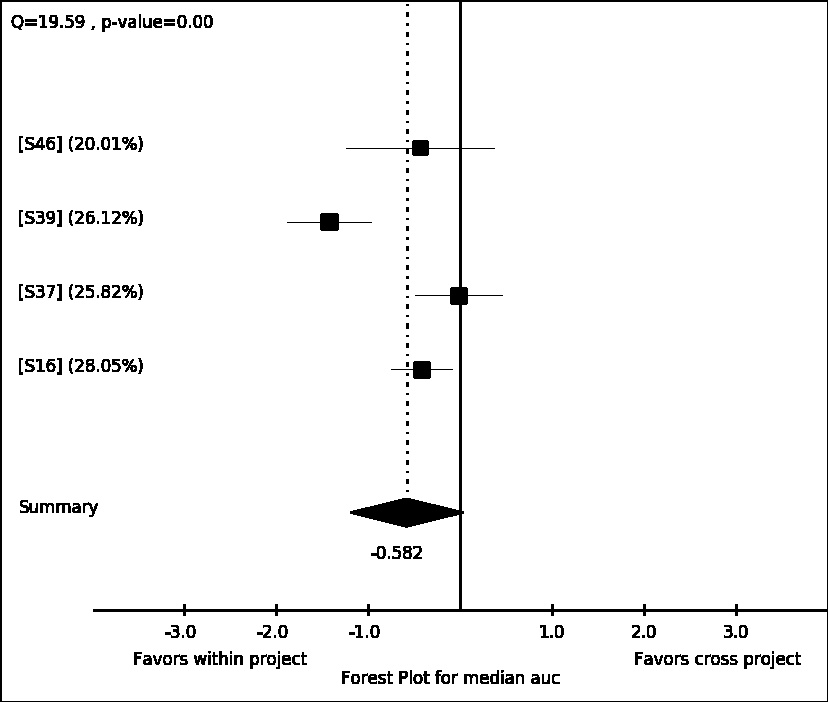 Q=19.59 , p-value=0.00
[S46] (20.01%)
[S39] (26.12%)
[S37] (25.82%)
[S16] (28.05%)
Summary
-0.582
-3.0 -2.0 -1.0 1.0 2.0 3.0
Favors within project Favors cross project
Forest Plot for median auc